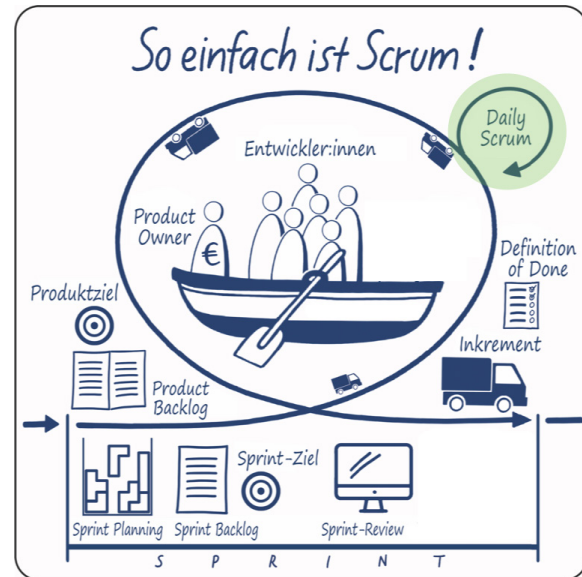 So einfach ist Scrum!
Daily
Scrum
Entwickler:innen
Product
Owner
€
Definition
of Done
Produktziel
Inkrement
Product
Backlog
Sprint-Ziel
Sprint Planning
Sprint Backlog
Sprint-Review
SPRINT